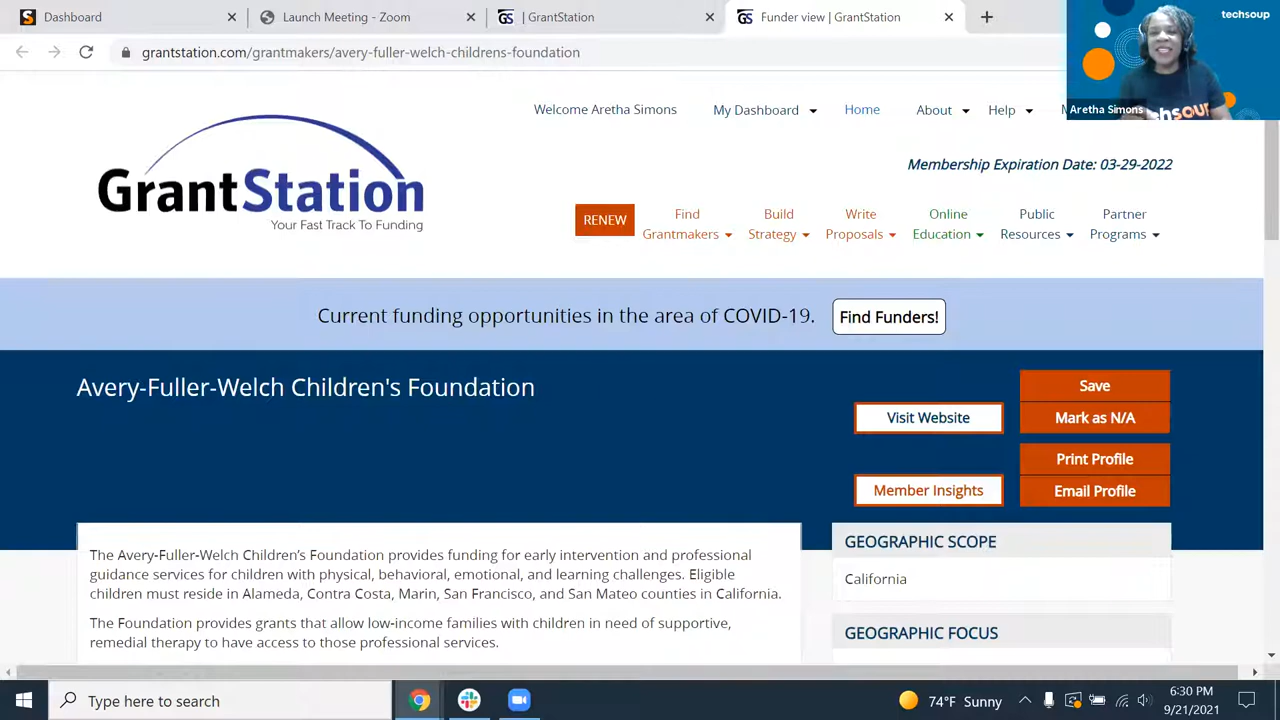 Dashboard
Launch Meeting - Zoom
| GrantStation
Funder view | GrantStation
techsoup
grantstation.com/grantmakers/avery-fuller-welch-childrens-foundation
Aretha Simons
Welcome Aretha Simons
My Dashboard
Home
About
Help
GrantStation
Your Fast Track To Funding
Membership Expiration Date: 03-29-2022
RENEW
Find Grantmakers
Build Strategy
Write Proposals
Online Education
Public Resources
Partner Programs
Current funding opportunities in the area of COVID-19.
Find Funders!
Avery-Fuller-Welch Children's Foundation
Save
Visit Website
Mark as N/A
Print Profile
Member Insights
Email Profile
The Avery-Fuller-Welch Children's Foundation provides funding for early intervention and professional
guidance services for children with physical, behavioral, emotional, and learning challenges. Eligible
children must reside in Alameda, Contra Costa, Marin, San Francisco, and San Mateo counties in California.
The Foundation provides grants that allow low-income families with children in need of supportive,
remedial therapy to have access to those professional services.
GEOGRAPHIC SCOPE
California
GEOGRAPHIC FOCUS
Type here to search
74°F Sunny
6:30 PM
9/21/2021